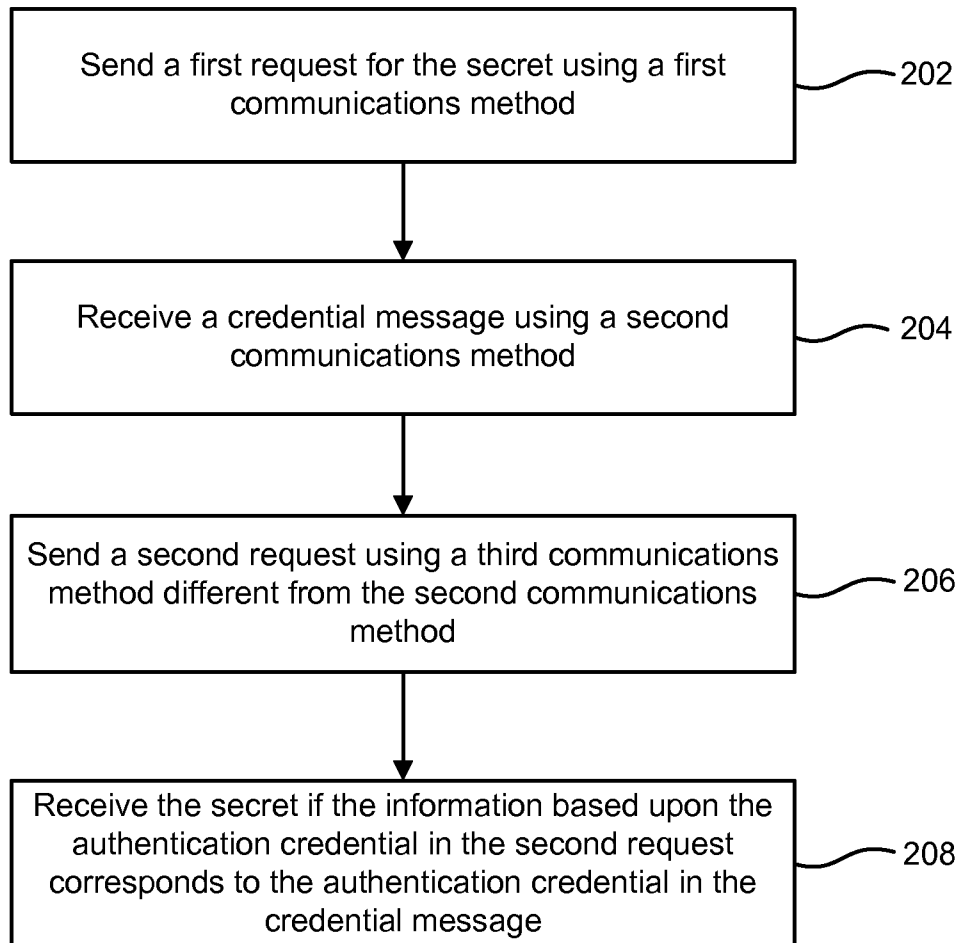 Send a first request for the secret using a first
communications method
202
Receive a credential message using a second
communications method
204
Send a second request using a third communications
method different from the second communications
method
206
Receive the secret if the information based upon the
authentication credential in the second request
corresponds to the authentication credential in the
credential message
208